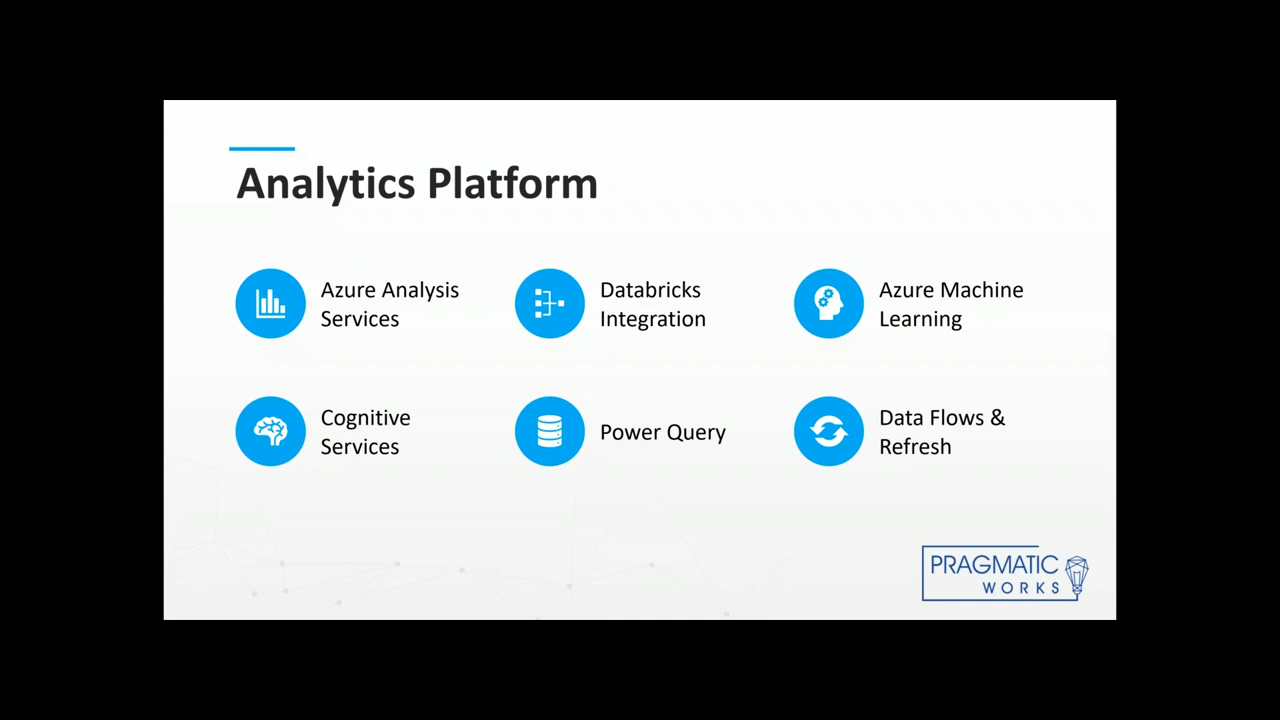 Analytics Platform
Azure Analysis
Services
Databricks
Integration
Azure Machine
Learning
Cognitive
Services
Power Query
Data Flows &
Refresh
PRAGMATIC
WORKS